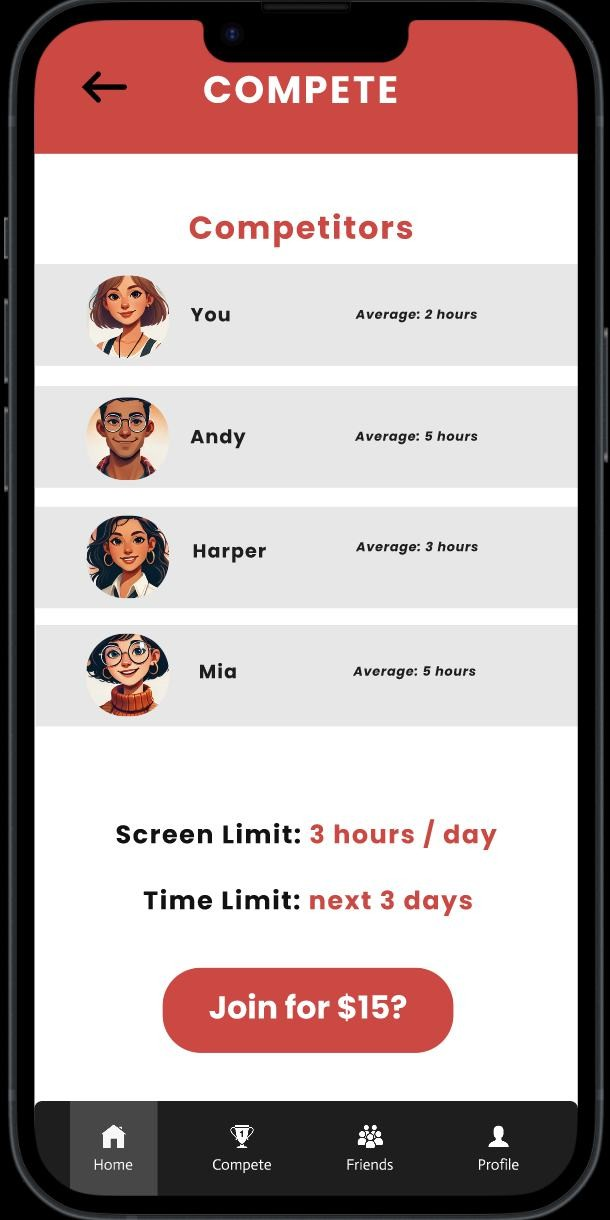 COMPETE
Competitors
You Average: 2 hours
Andy Average: 5 hours
Harper Average: 3 hours
Mia Average: 5 hours
Screen Limit: 3 hours / day
Time Limit: next 3 days
Join for $15?
Home Compete Friends Profile